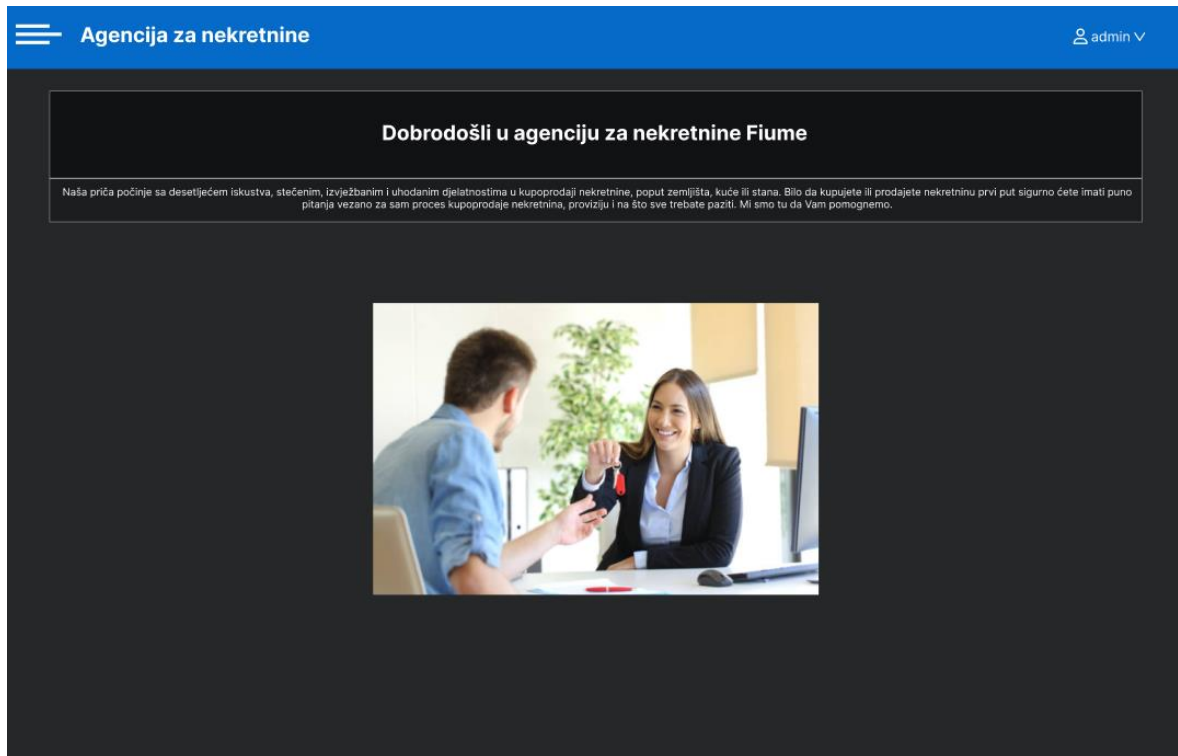 Agencija za nekretnine
admin
Dobrodošli u agenciju za nekretnine Fiume
Naša priča počinje sa desetljećem iskustva, stečenim, izvježbanim i uhodanim djelatnostima u kupoprodaji nekretnine, poput zemljišta, kuće ili stana. Bilo da kupujete ili prodajete nekretninu prvi put sigurno ćete imati puno
pitanja vezano za sam proces kupoprodaje nekretnina, proviziju i na što sve trebate paziti. Mi smo tu da Vam pomognemo.